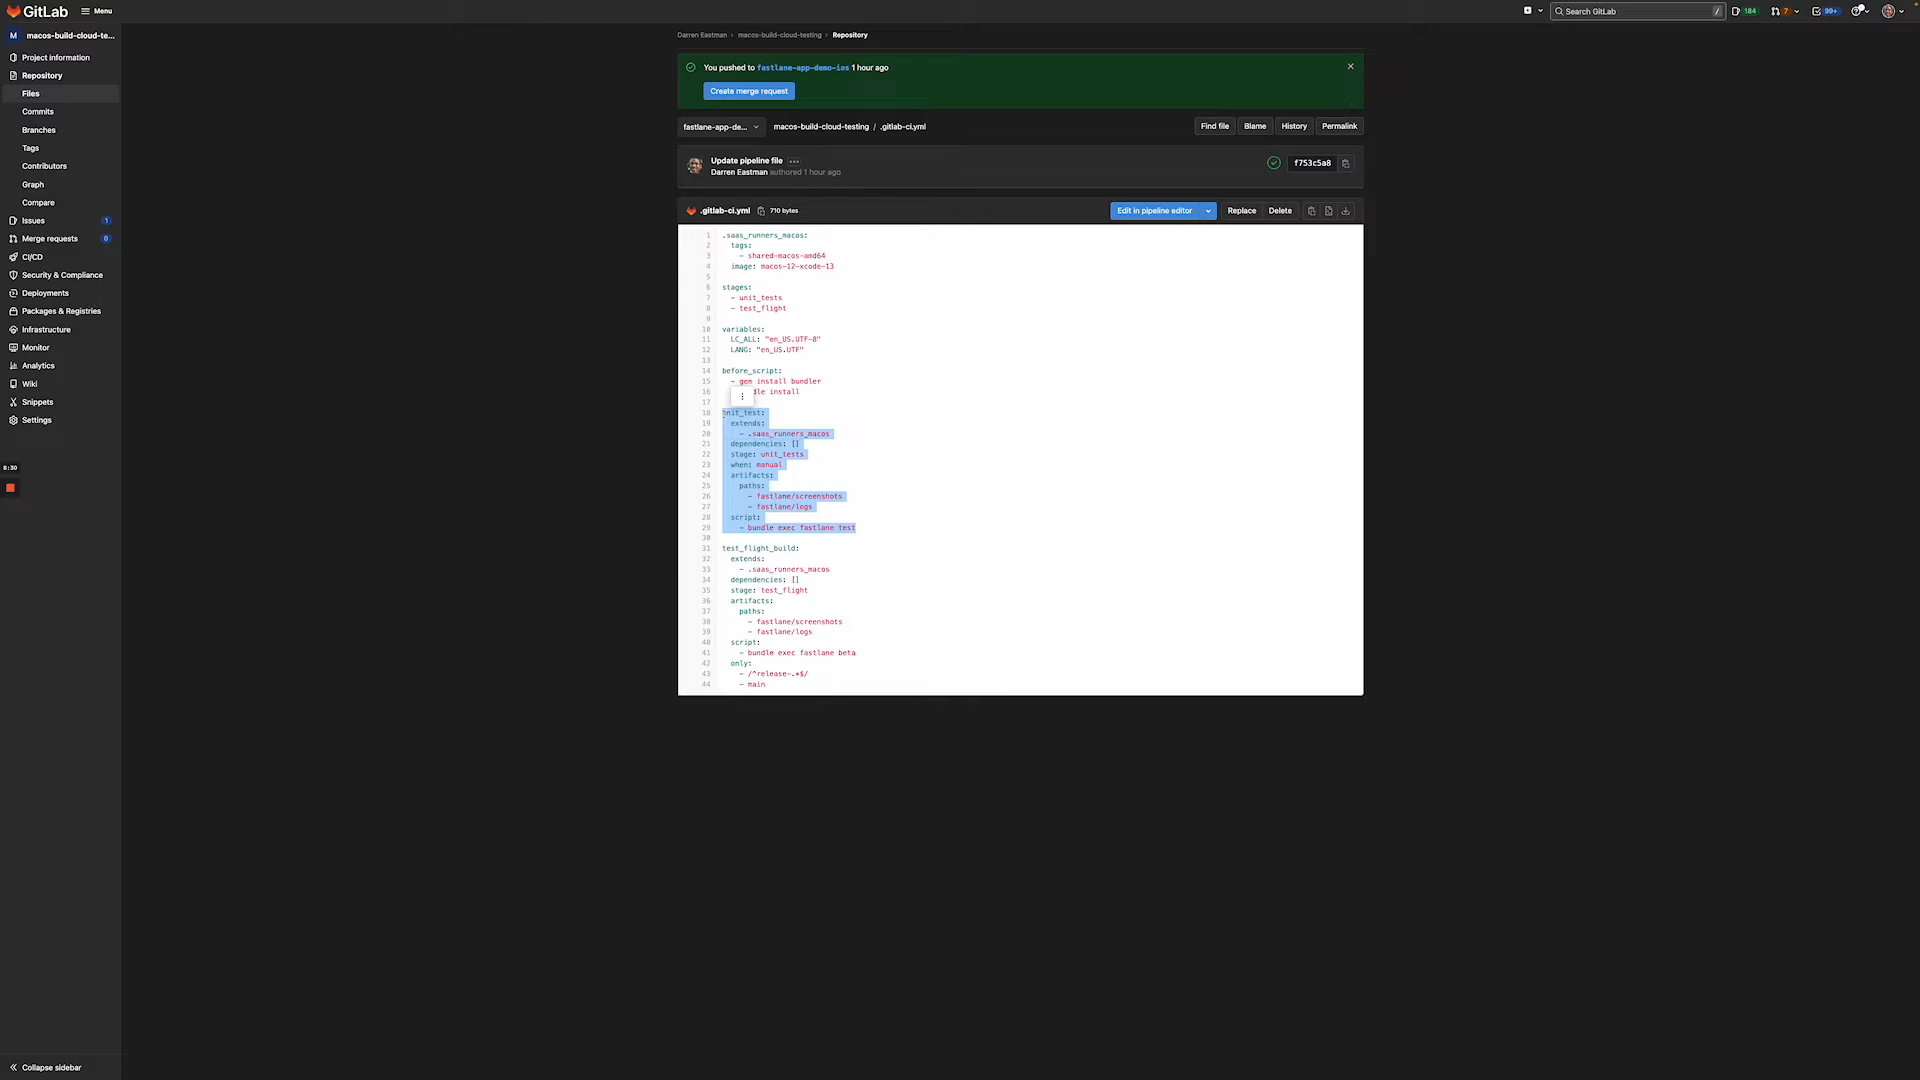 GitLab
Menu
Search GitLab
/
184
7
99+
M macos-build-cloud-te...
Project information
Repository
Files
Commits
Branches
Tags
Contributors
Graph
Compare
Issues 1
Merge requests 0
CI/CD
Security & Compliance
Deployments
Packages & Registries
Infrastructure
Monitor
Analytics
Wiki
Snippets
Settings
8:30
Collapse sidebar
Darren Eastman › macos-build-cloud-testing › Repository
You pushed to fastlane-app-demo-ios 1 hour ago
Create merge request
fastlane-app-de... macos-build-cloud-testing / .gitlab-ci.yml
Find file Blame History Permalink
Update pipeline file
Darren Eastman authored 1 hour ago
f753c5a8
.gitlab-ci.yml 710 bytes
Edit in pipeline editor Replace Delete
1 .saas_runners_macos:
2 tags:
3 - shared-macos-amd64
4 image: macos-12-xcode-13
5
6 stages:
7 - unit_tests
8 - test_flight
9
10 variables:
11 LC_ALL: "en_US.UTF-8"
12 LANG: "en_US.UTF"
13
14 before_script:
15 - gem install bundler
16 dle install
17
18 unit_test:
19 extends:
20 - .saas_runners_macos
21 dependencies: []
22 stage: unit_tests
23 when: manual
24 artifacts:
25 paths:
26 - fastlane/screenshots
27 - fastlane/logs
28 script:
29 - bundle exec fastlane test
30
31 test_flight_build:
32 extends:
33 - .saas_runners_macos
34 dependencies: []
35 stage: test_flight
36 artifacts:
37 paths:
38 - fastlane/screenshots
39 - fastlane/logs
40 script:
41 - bundle exec fastlane beta
42 only:
43 - /^release-.*$/
44 - main